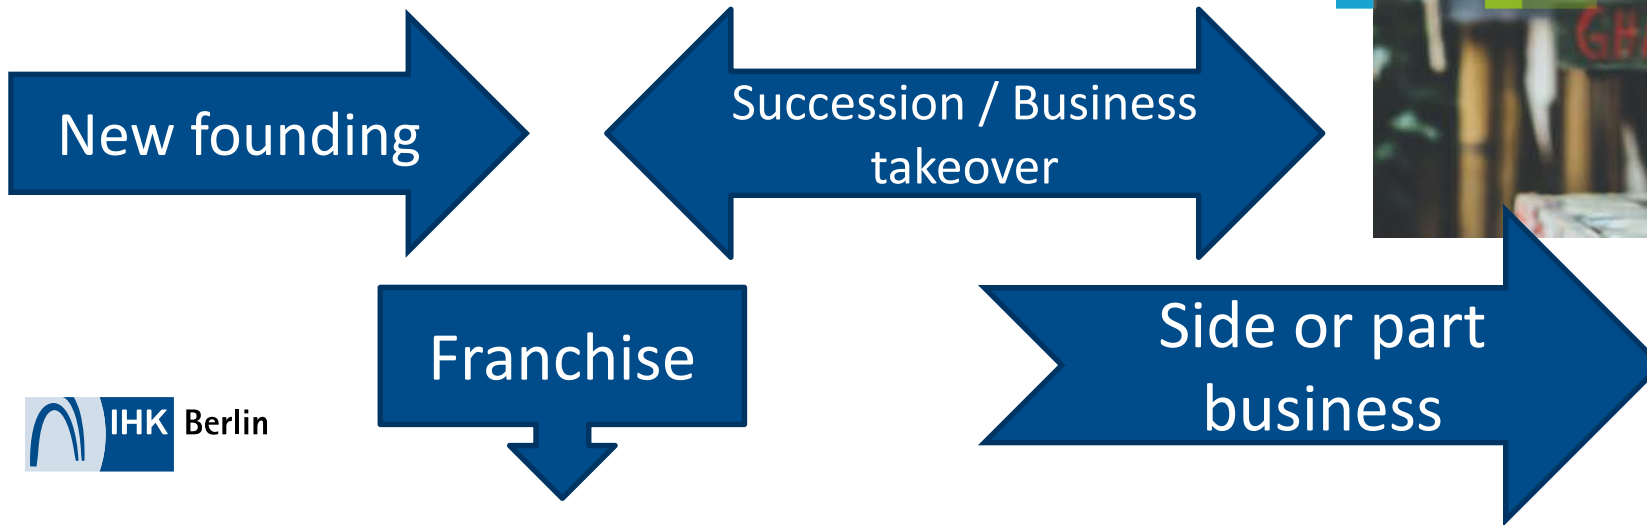 New founding
Succession / Business
takeover
Franchise
Side or part
business
IHK Berlin